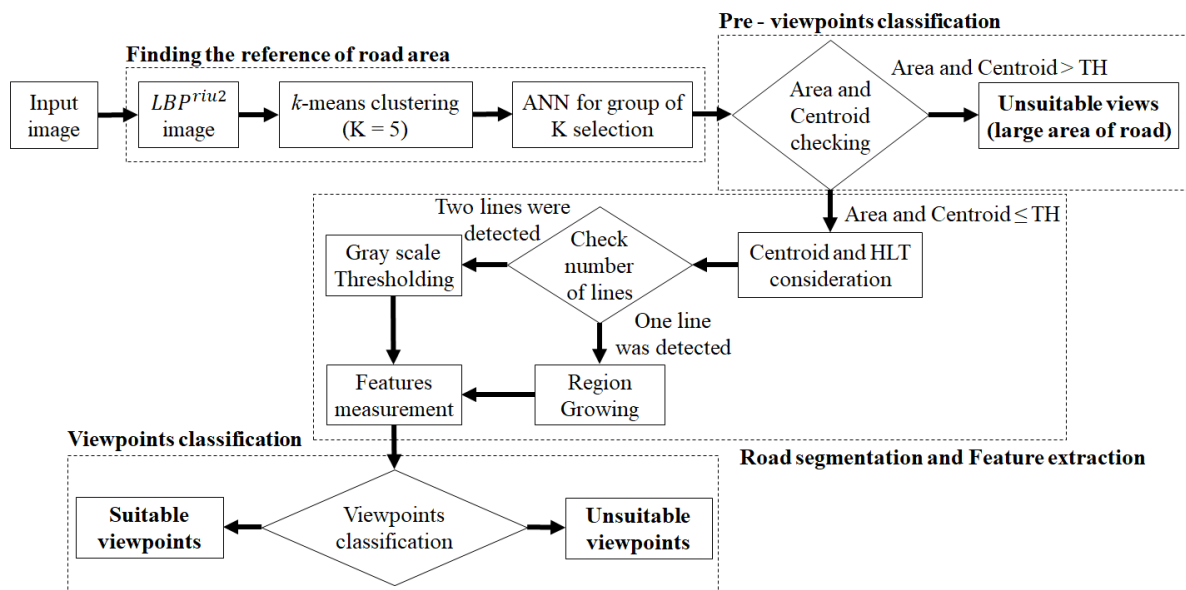 Pre - viewpoints classification
Finding the reference of road area
Input
image
LBP^riu2
image
k-means clustering
(K = 5)
ANN for group of
K selection
Area and
Centroid
checking
Area and Centroid > TH
Unsuitable views
(large area of road)
Area and Centroid ≤ TH
Centroid and HLT
consideration
Check
number
of lines
Two lines were
detected
Gray scale
Thresholding
One line
was detected
Region
Growing
Features
measurement
Road segmentation and Feature extraction
Viewpoints classification
Suitable
viewpoints
Viewpoints
classification
Unsuitable
viewpoints